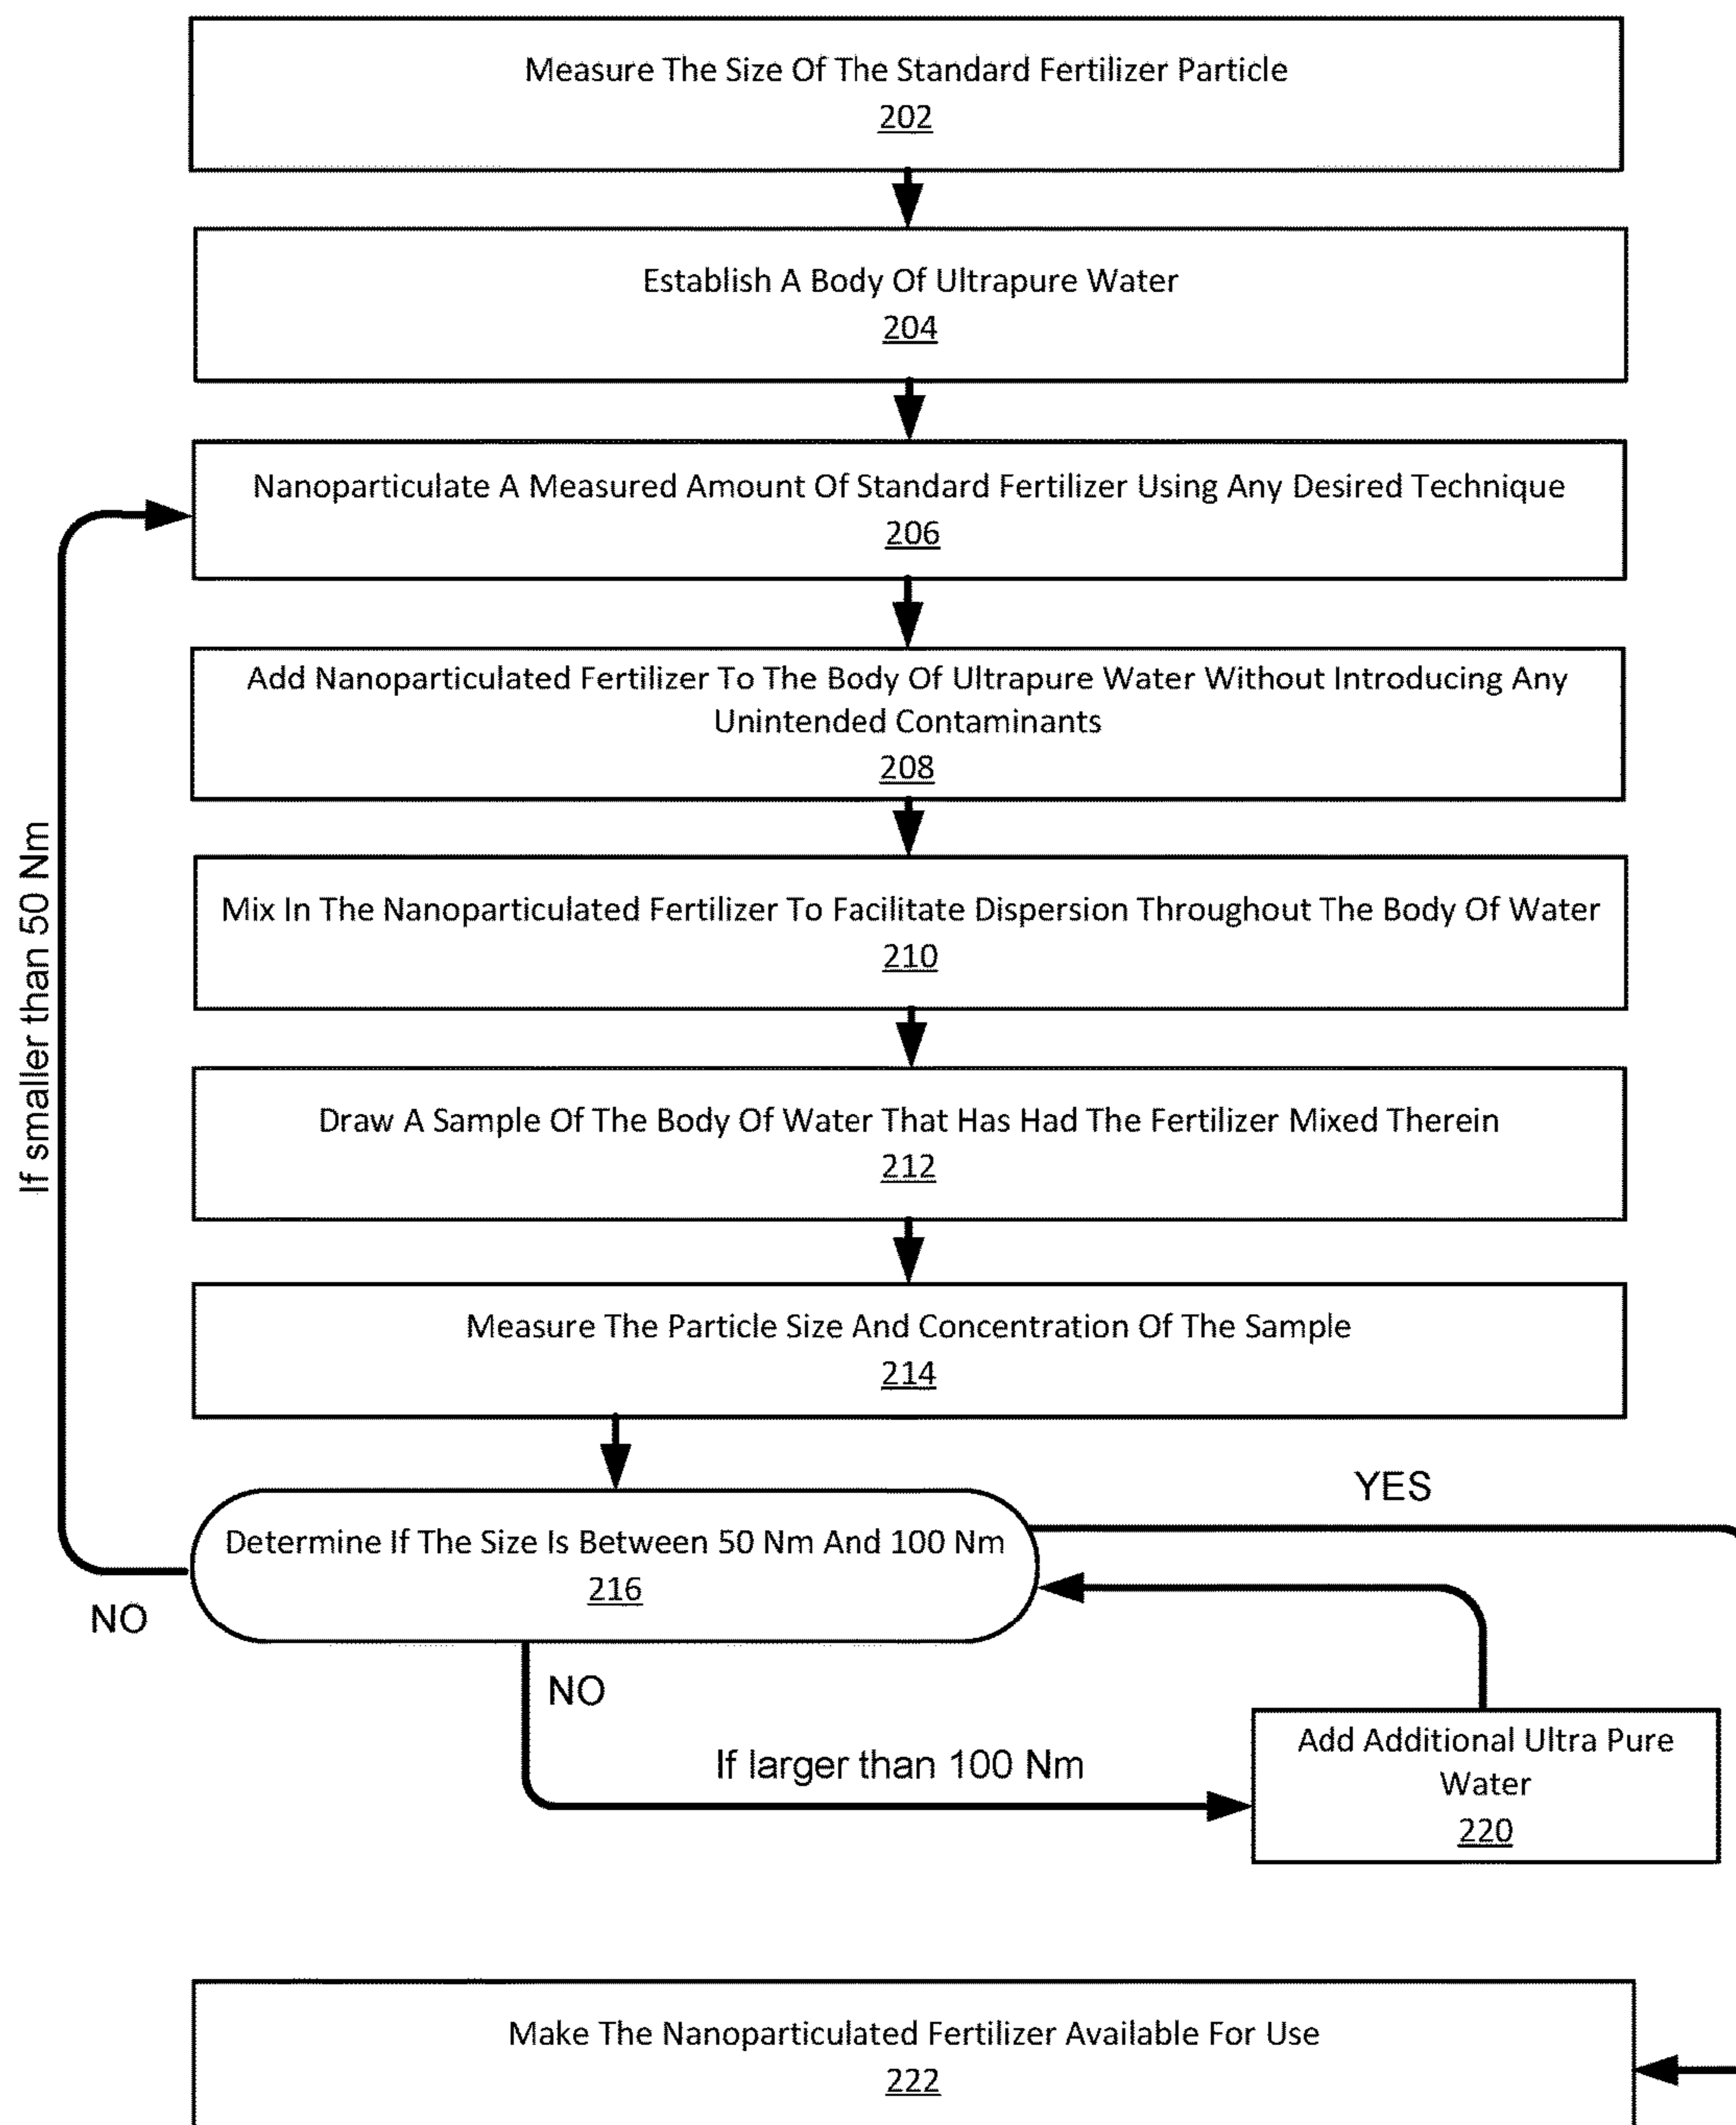 Measure The Size Of The Standard Fertilizer Particle
202
Establish A Body Of Ultrapure Water
204
Nanoparticulate A Measured Amount Of Standard Fertilizer Using Any Desired Technique
206
Add Nanoparticulated Fertilizer To The Body Of Ultrapure Water Without Introducing Any
Unintended Contaminants
208
Mix In The Nanoparticulated Fertilizer To Facilitate Dispersion Throughout The Body Of Water
210
If smaller than 50 Nm
Draw A Sample Of The Body Of Water That Has Had The Fertilizer Mixed Therein
212
Measure The Particle Size And Concentration Of The Sample
214
YES
Determine If The Size Is Between 50 Nm And 100 Nm
216
NO
NO
If larger than 100 Nm
Add Additional Ultra Pure
Water
220
Make The Nanoparticulated Fertilizer Available For Use
222